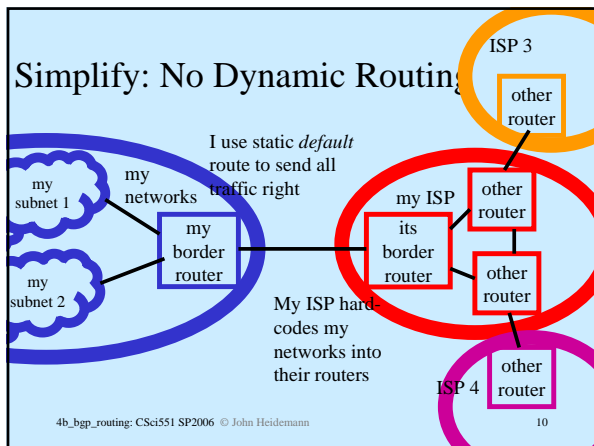 ISP 3
Simplify: No Dynamic Routing
other
router
I use static default
route to send all
traffic right
my
subnet 1
my
networks
my
border
router
my ISP
its
border
router
other
router
other
router
my
subnet 2
My ISP hard-
codes my
networks into
their routers
ISP 4
other
router
4b_bgp_routing: CSci551 SP2006 © John Heidemann
10